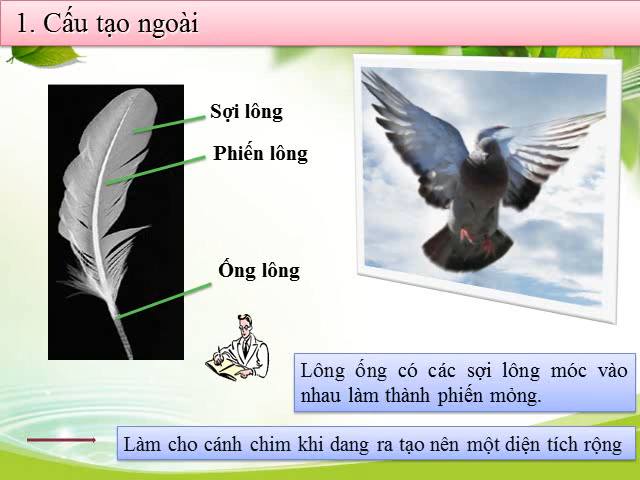 1. Cấu tạo ngoài
Sợi lông
Phiến lông
Ống lông
Lông ống có các sợi lông móc vào
nhau làm thành phiến mỏng.
Làm cho cánh chim khi dang ra tạo nên một diện tích rộng